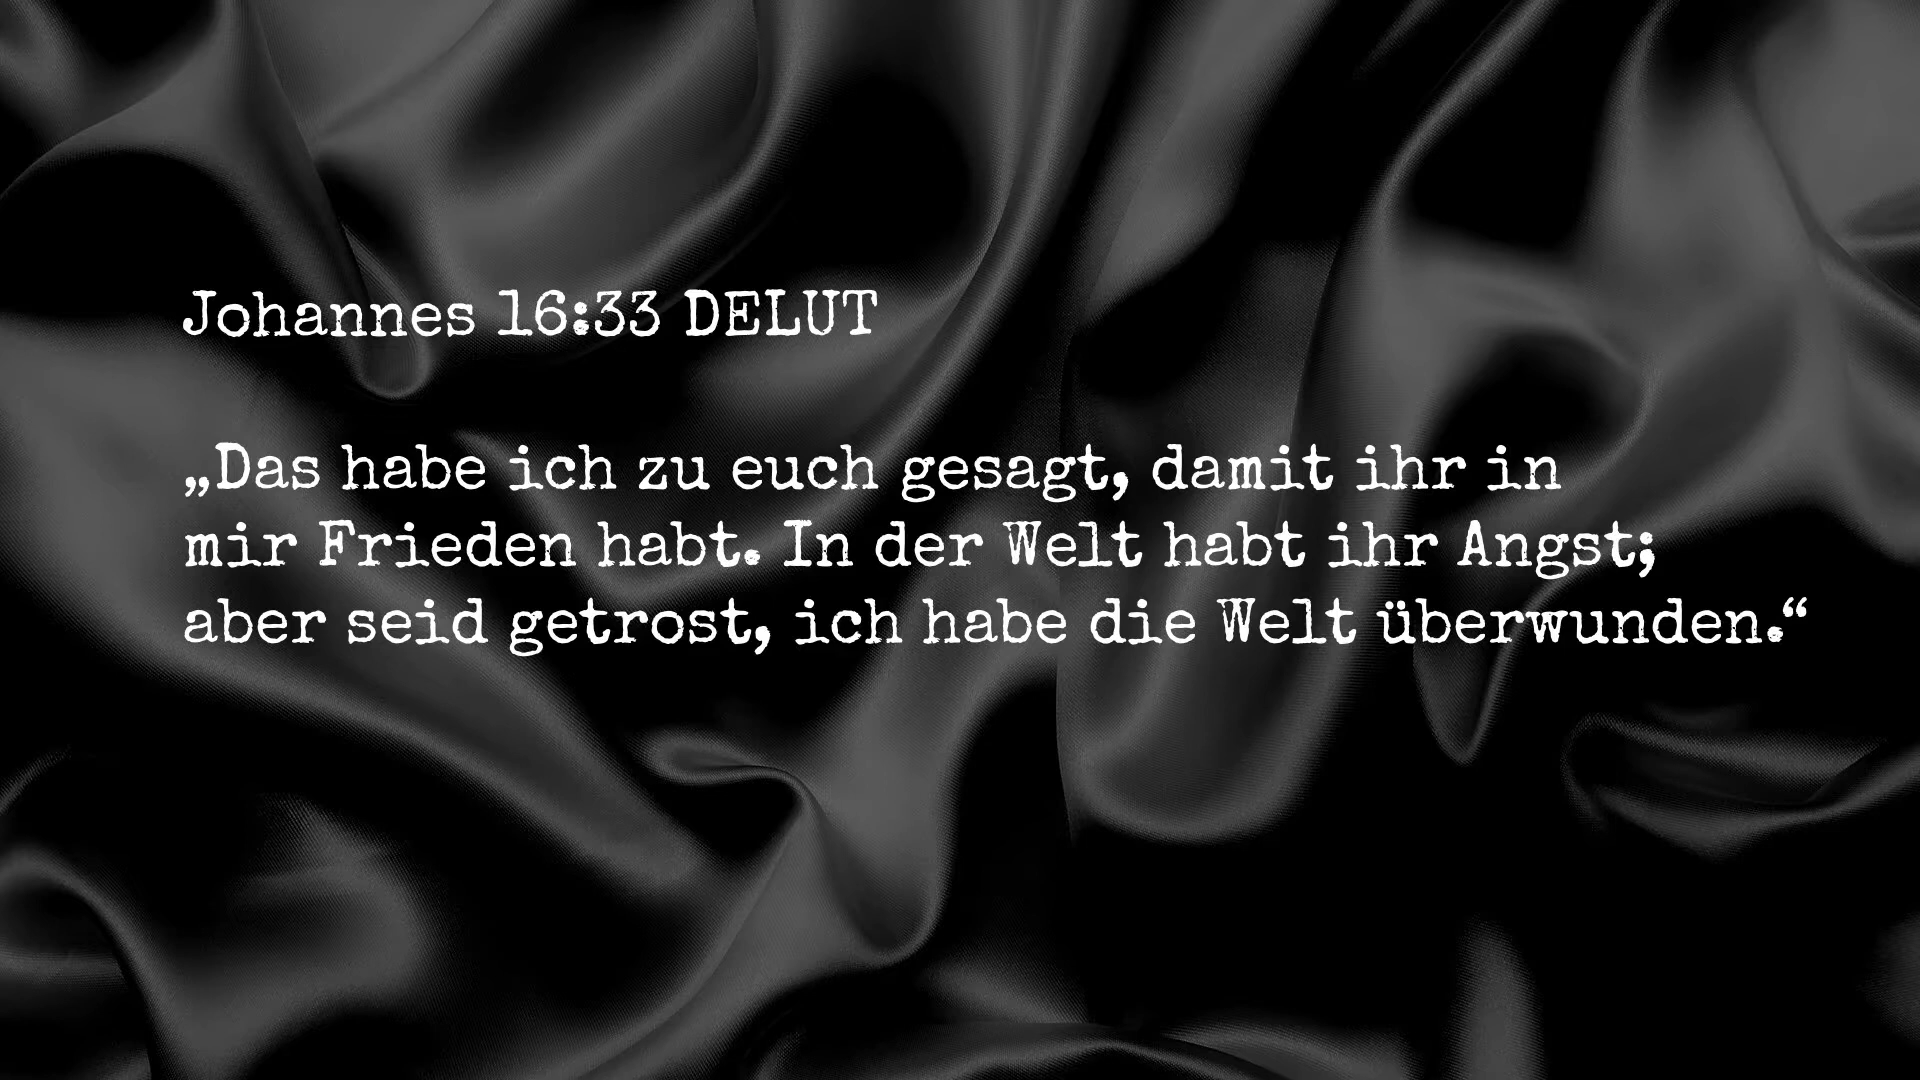 Johannes 16:33 DELUT
„Das habe ich zu euch gesagt, damit ihr in
mir Frieden habt. In der Welt habt ihr Angst;
aber seid getrost, ich habe die Welt überwunden.“